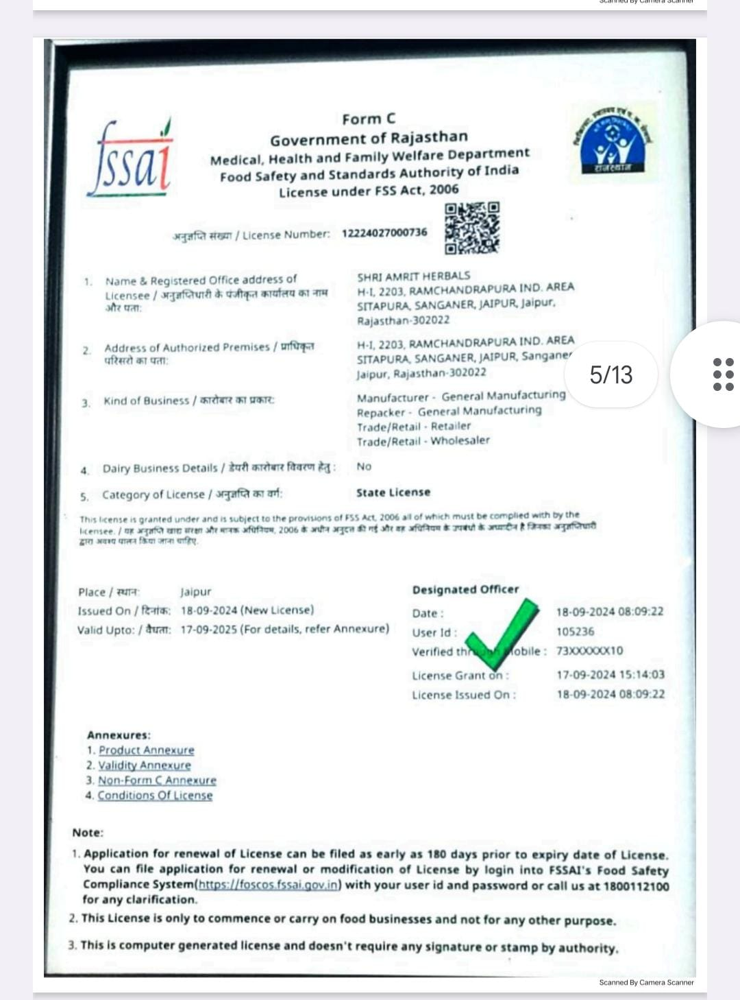 Scanned By Camera Scanner
fssai
Form C
Government of Rajasthan
Medical, Health and Family Welfare Department
Food Safety and Standards Authority of India
License under FSS Act, 2006
राजस्थान
अनुज्ञप्ति संख्या / License Number: 12224027000736
1. Name & Registered Office address of
Licensee / अनुज्ञप्तिधारी के पंजीकृत कार्यालय का नाम
और पता:
SHRI AMRIT HERBALS
H-I, 2203, RAMCHANDRAPURA IND. AREA
SITAPURA, SANGANER, JAIPUR, Jaipur,
Rajasthan-302022
2. Address of Authorized Premises / प्राधिकृत
परिसरो का पता:
H-I, 2203, RAMCHANDRAPURA IND. AREA
SITAPURA, SANGANER, JAIPUR, Sanganer
Jaipur, Rajasthan-302022
5/13
3. Kind of Business / कारोबार का प्रकार:
Manufacturer - General Manufacturing
Repacker - General Manufacturing
Trade/Retail - Retailer
Trade/Retail - Wholesaler
4. Dairy Business Details / डेयरी कारोबार विवरण हेतु : No
5. Category of License / अनुज्ञप्ति का वर्ग: State License
This license is granted under and is subject to the provisions of FSS Act, 2006 all of which must be complied with by the
licensee. / यह अनुज्ञप्ति खाद्य सुरक्षा और मानक अधिनियम, 2006 के अधीन अनुदत्त की गई और वह अधिनियम के उपबंधों के अध्यादीन है जिनका अनुज्ञप्तिधारी
द्वारा अवश्य पालन किया जाना चाहिए.
Place / स्थान: Jaipur
Issued On / दिनांक: 18-09-2024 (New License)
Valid Upto: / वैधता: 17-09-2025 (For details, refer Annexure)
Designated Officer
Date : 18-09-2024 08:09:22
User Id : 105236
Verified through Mobile : 73XXXXXX10
License Grant on : 17-09-2024 15:14:03
License Issued On : 18-09-2024 08:09:22
Annexures:
1. Product Annexure
2. Validity Annexure
3. Non-Form C Annexure
4. Conditions Of License
Note:
1. Application for renewal of License can be filed as early as 180 days prior to expiry date of License.
You can file application for renewal or modification of License by login into FSSAI's Food Safety
Compliance System(https://foscos.fssai.gov.in) with your user id and password or call us at 1800112100
for any clarification.
2. This License is only to commence or carry on food businesses and not for any other purpose.
3. This is computer generated license and doesn't require any signature or stamp by authority.
Scanned By Camera Scanner